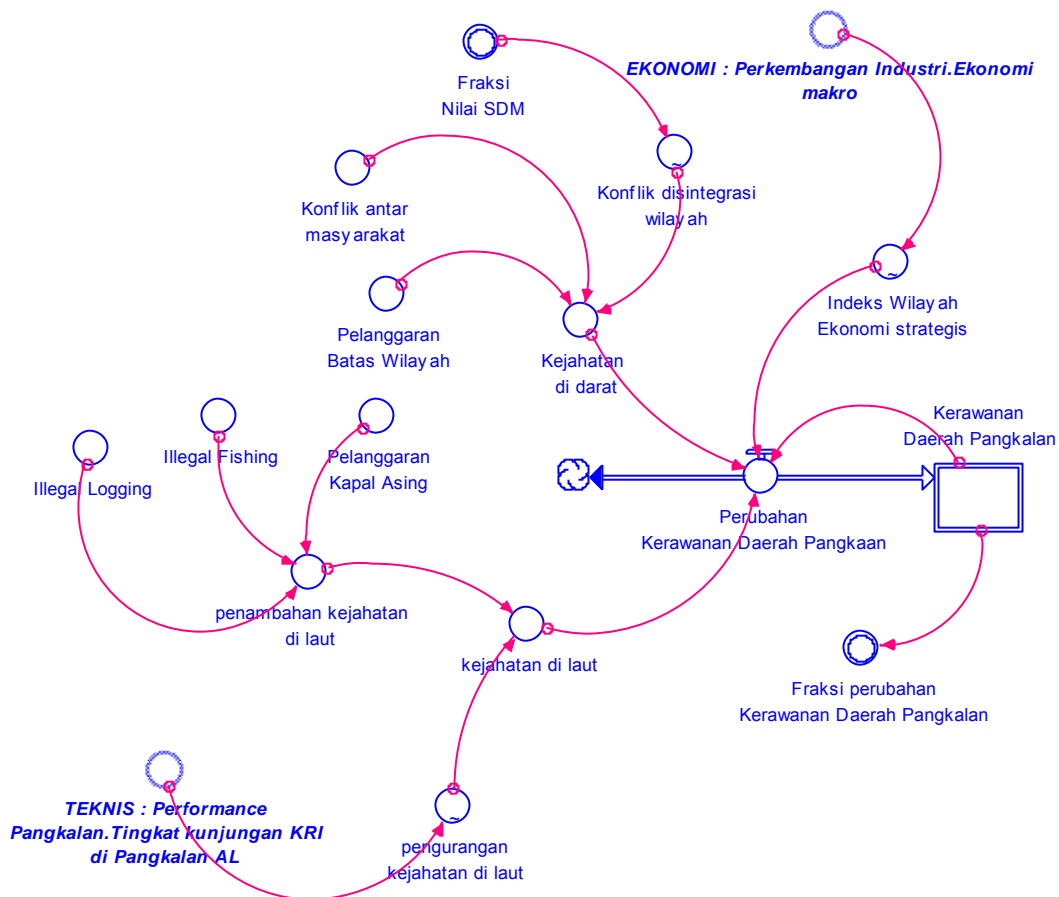 Fraksi
Nilai SDM
EKONOMI : Perkembangan Industri.Ekonomi
makro
Konflik antar
masyarakat
Konflik disintegrasi
wilayah
Pelanggaran
Batas Wilayah
Kejahatan
di darat
Indeks Wilayah
Ekonomi strategis
Illegal Logging
Illegal Fishing
Pelanggaran
Kapal Asing
Kerawanan
Daerah Pangkalan
Perubahan
Kerawanan Daerah Pangkaan
penambahan kejahatan
di laut
kejahatan di laut
Fraksi perubahan
Kerawanan Daerah Pangkalan
TEKNIS : Performance
Pangkalan.Tingkat kunjungan KRI
di Pangkalan AL
pengurangan
kejahatan di laut